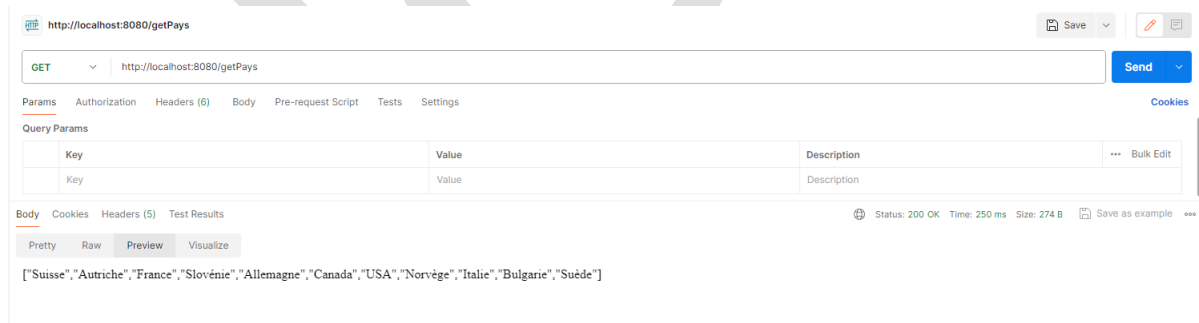 HTTP http://localhost:8080/getPays Save
GET http://localhost:8080/getPays Send
Params Authorization Headers (6) Body Pre-request Script Tests Settings Cookies
Query Params
Key Value Description ••• Bulk Edit
Key Value Description
Body Cookies Headers (5) Test Results Status: 200 OK Time: 250 ms Size: 274 B Save as example
Pretty Raw Preview Visualize
["Suisse","Autriche","France","Slovénie","Allemagne","Canada","USA","Norvège","Italie","Bulgarie","Suède"]